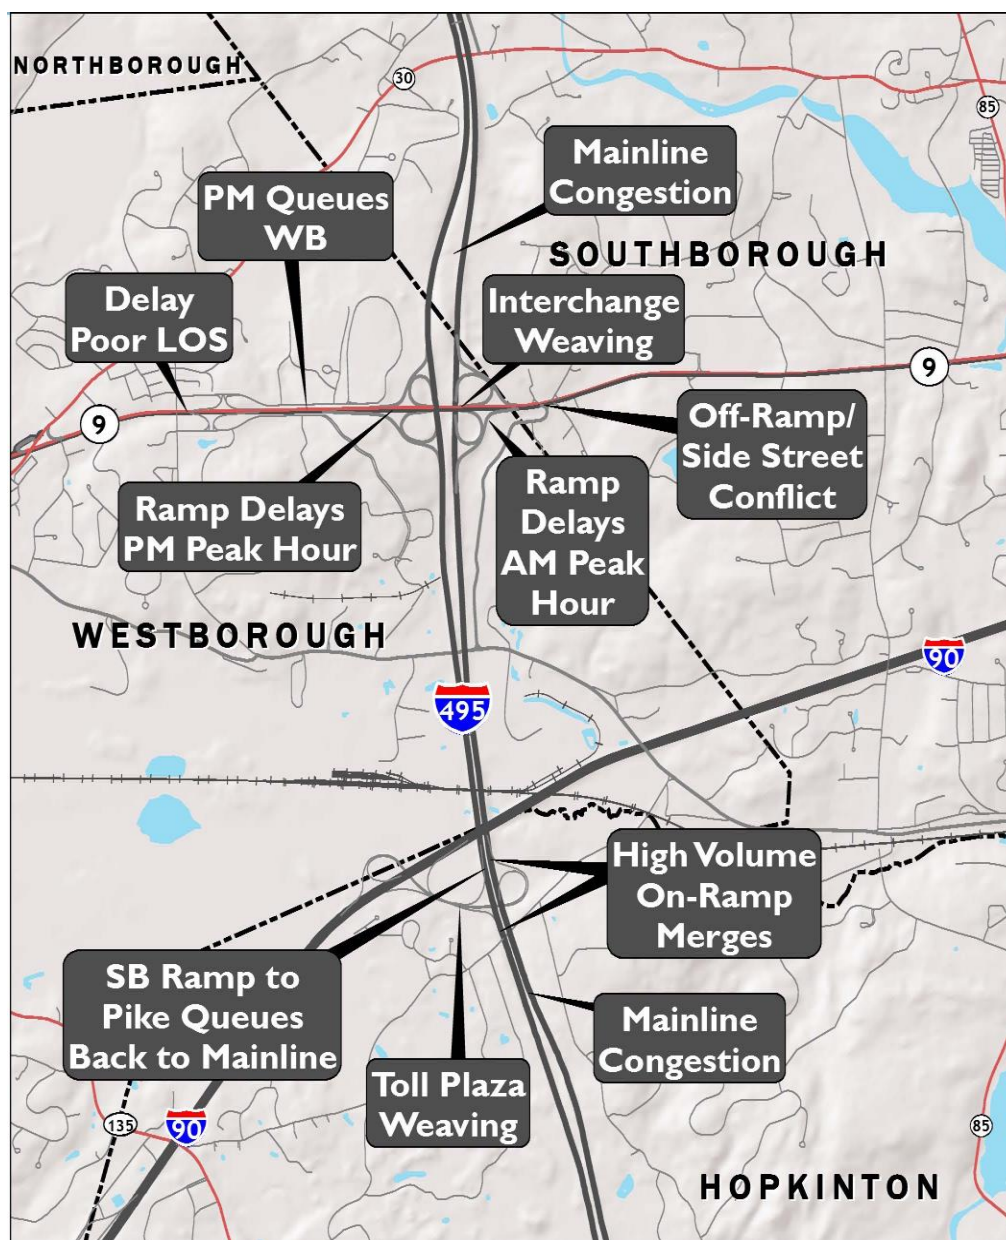 NORTHBOROUGH
30
85
Mainline
Congestion
PM Queues
WB
SOUTHBOROUGH
Delay
Poor LOS
Interchange
Weaving
9
9
Off-Ramp/
Side Street
Conflict
Ramp Delays
PM Peak Hour
Ramp
Delays
AM Peak
Hour
WESTBOROUGH
90
495
High Volume
On-Ramp
Merges
SB Ramp to
Pike Queues
Back to Mainline
Mainline
Congestion
Toll Plaza
Weaving
135
90
85
HOPKINTON